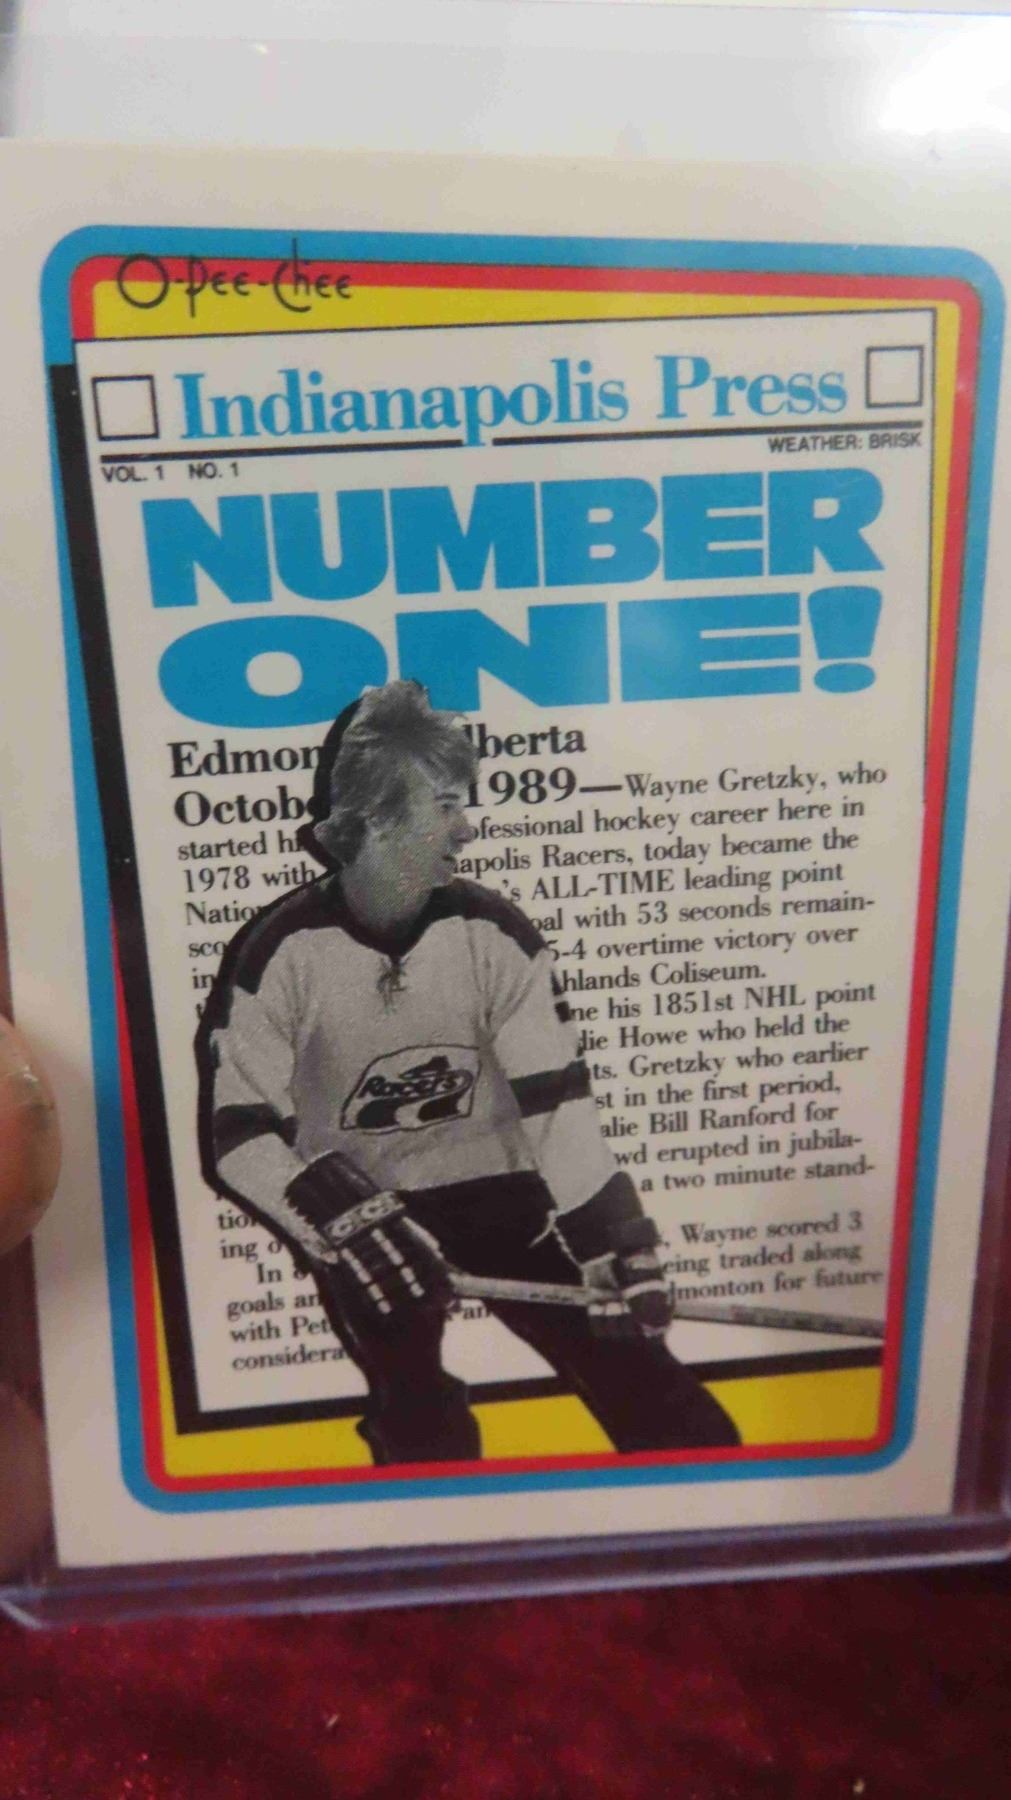 O-Pee-Chee
Indianapolis Press
VOL. 1 NO. 1
WEATHER: BRISK
NUMBER
ONE!
Edmon lberta
Octob 1989—Wayne Gretzky, who
started hi ofessional hockey career here in
1978 with apolis Racers, today became the
Natio 's ALL-TIME leading point
sco oal with 53 seconds remain-
in 5-4 overtime victory over
t hlands Coliseum.
ne his 1851st NHL point
die Howe who held the
ts. Gretzky who earlier
st in the first period,
alie Bill Ranford for
wd erupted in jubila-
tion a two minute stand-
ing o
In , Wayne scored 3
goals an eing traded along
with Pet an dmonton for future
considera
Racers
CCM